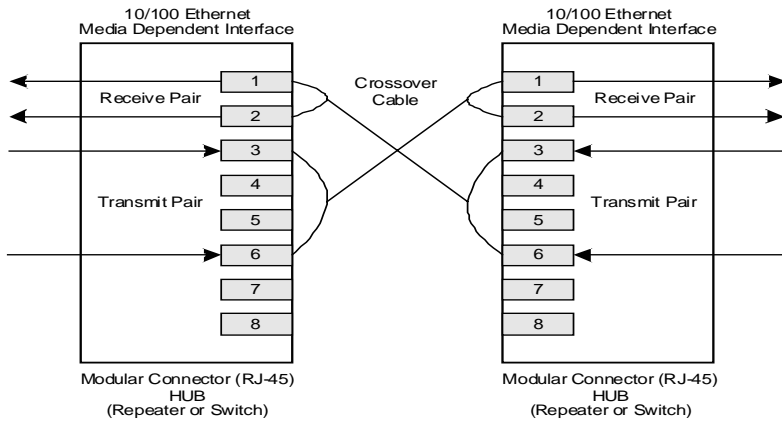 10/100 Ethernet
Media Dependent Interface
10/100 Ethernet
Media Dependent Interface
1
Receive Pair
2
3
4
Transmit Pair
5
6
7
8
Crossover
Cable
1
Receive Pair
2
3
4
Transmit Pair
5
6
7
8
Modular Connector (RJ-45)
HUB
(Repeater or Switch)
Modular Connector (RJ-45)
HUB
(Repeater or Switch)